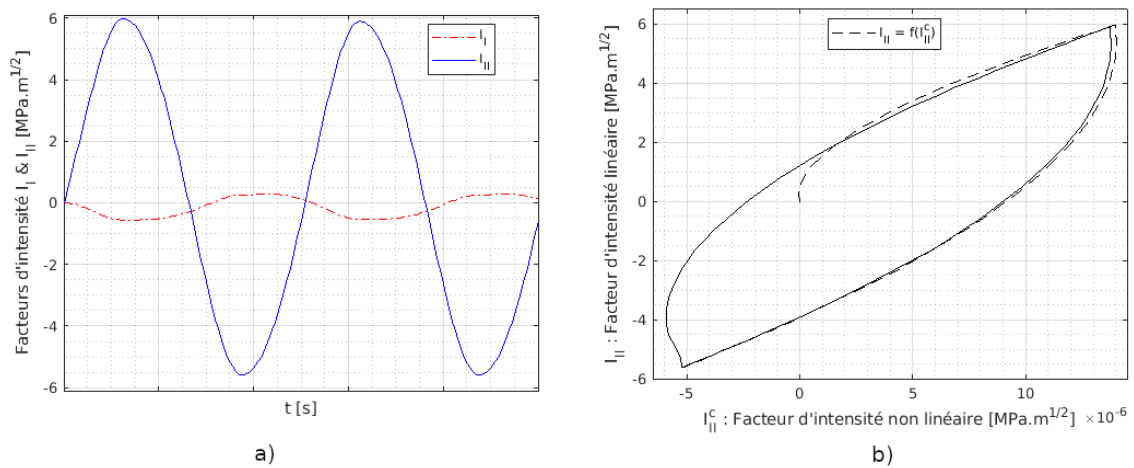 Facteurs d'intensité I_I & I_II [MPa.m^1/2]
6
4
2
0
-2
-4
-6
I_I
I_II
t [s]
a)
I_II : Facteur d'intensité linéaire [MPa.m^1/2]
6
4
2
0
-2
-4
-6
I_II = f(I_II^c)
-5 0 5 10
I_II^c : Facteur d'intensité non linéaire [MPa.m^1/2] ×10^-6
b)